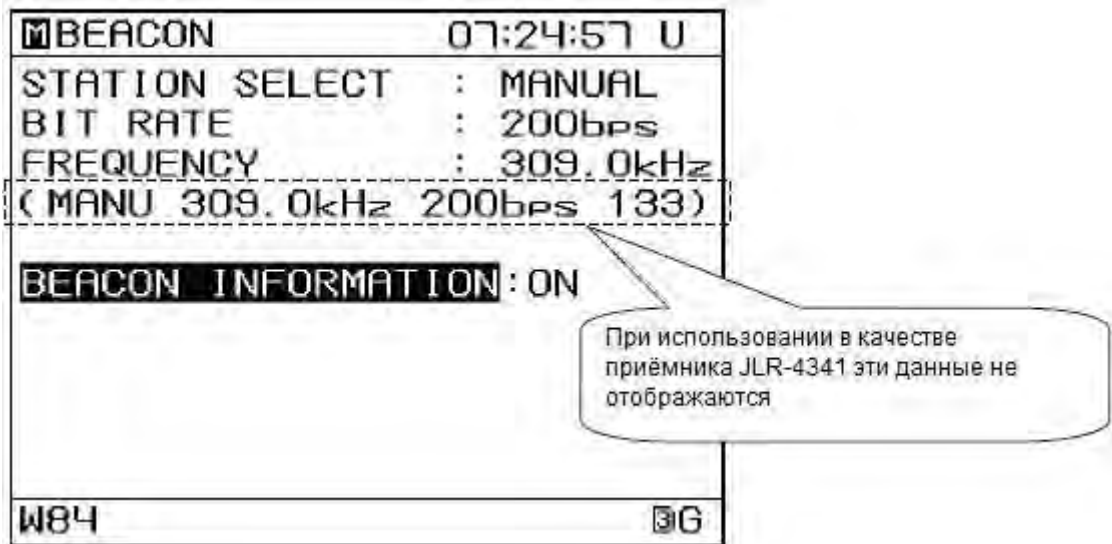 M BEACON 07:24:57 U
STATION SELECT : MANUAL
BIT RATE : 200bps
FREQUENCY : 309.0kHz
(MANU 309.0kHz 200bps 133)
BEACON INFORMATION:ON
При использовании в качестве
приёмника JLR-4341 эти данные не
отображаются
W84 3G